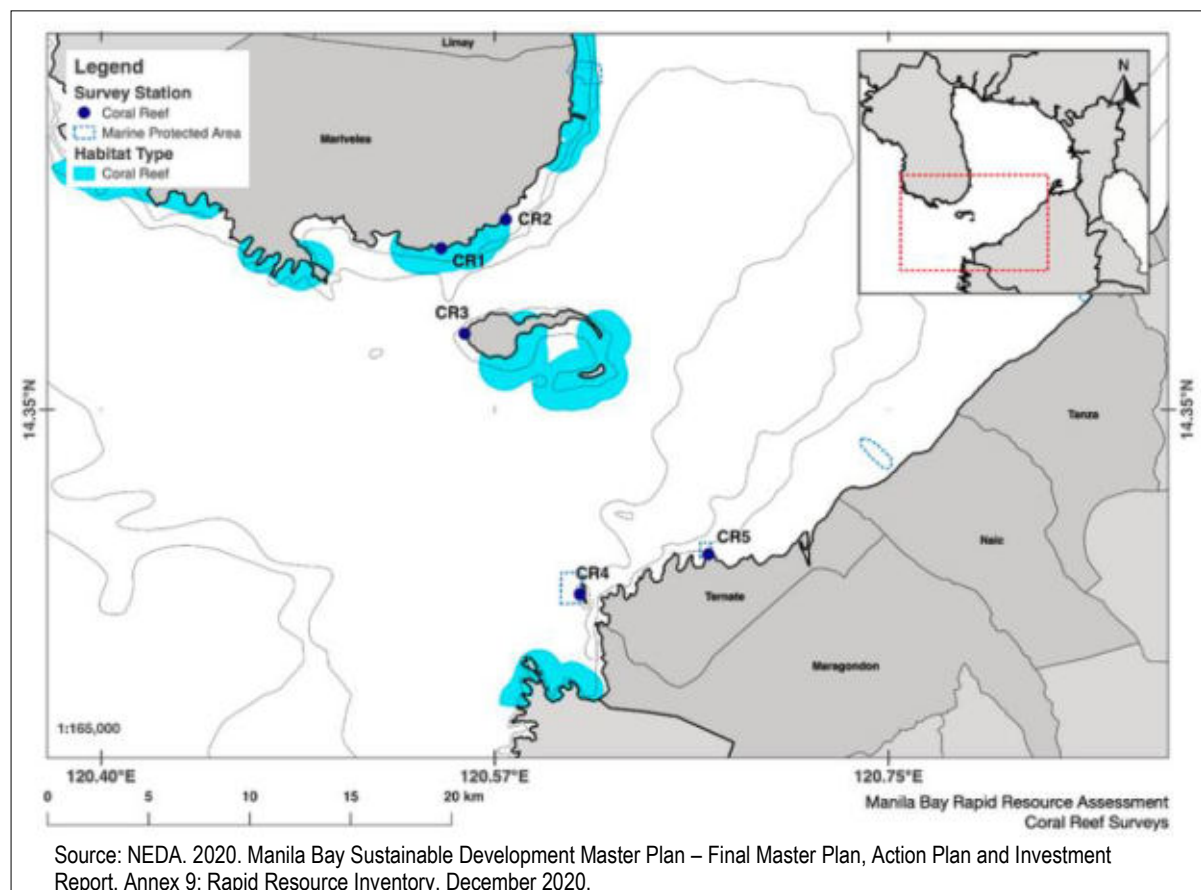 Legend
Survey Station
Coral Reef
Marine Protected Area
Habitat Type
Coral Reef
Limay
Mariveles
N
CR2
CR1
CR3
14.35°N
14.35°N
Tanza
Naic
CR5
CR4
Ternate
Maragondon
1:165,000
120.40°E
120.57°E
120.75°E
0 5 10 15 20 km
Manila Bay Rapid Resource Assessment
Coral Reef Surveys
Source: NEDA. 2020. Manila Bay Sustainable Development Master Plan – Final Master Plan, Action Plan and Investment
Report. Annex 9: Rapid Resource Inventory. December 2020.